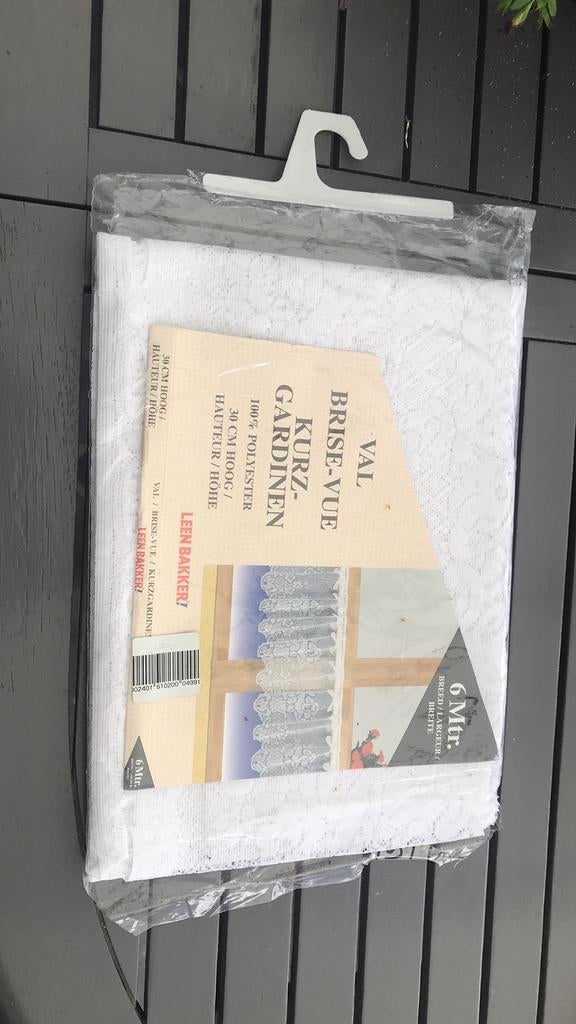 VAL
BRISE-VUE
KURZ-
GARDINEN
100% POLYESTER
30 CM HOOG /
HAUTEUR / HÖHE
LEEN BAKKER!
6 Mtr.
BREED / LARGEUR /
BREITE
30 CM HOOG /
HAUTEUR / HÖHE
VAL / BRISE-VUE / KURZGARDINEN
LEEN BAKKER!
6 Mtr.